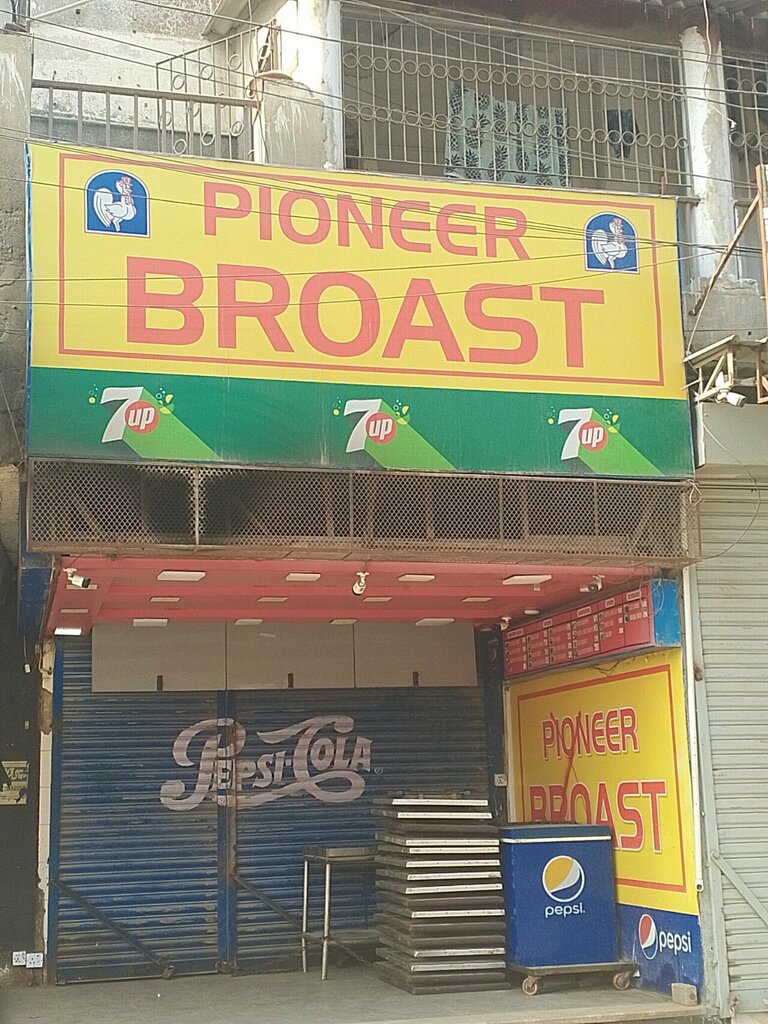 PIONEER
BROAST
7up
7up
7up
PEPSI-COLA
PIONEER
BROAST
pepsi.
pepsi